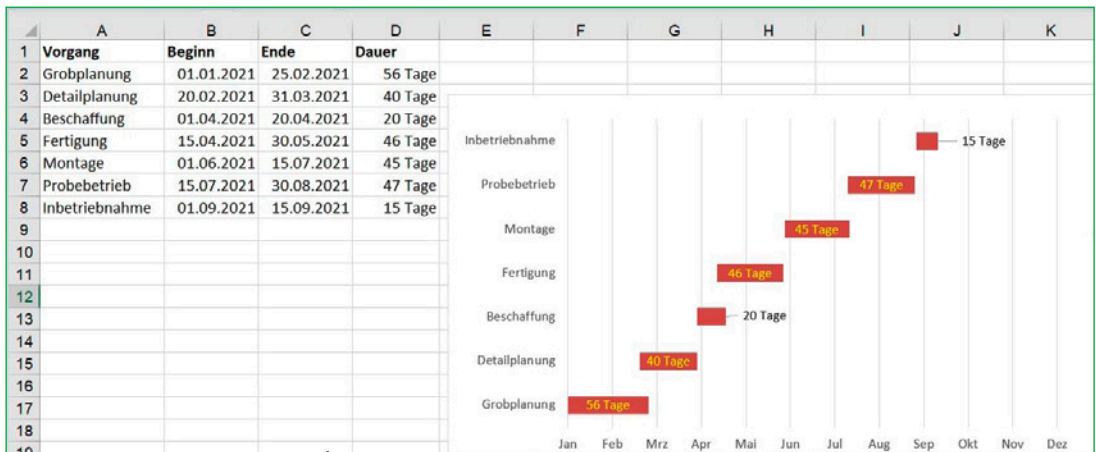 A B C D E F G H I J K
1 Vorgang Beginn Ende Dauer
2 Grobplanung 01.01.2021 25.02.2021 56 Tage
3 Detailplanung 20.02.2021 31.03.2021 40 Tage
4 Beschaffung 01.04.2021 20.04.2021 20 Tage
5 Fertigung 15.04.2021 30.05.2021 46 Tage
6 Montage 01.06.2021 15.07.2021 45 Tage
7 Probebetrieb 15.07.2021 30.08.2021 47 Tage
8 Inbetriebnahme 01.09.2021 15.09.2021 15 Tage
9
10
11
12
13
14
15
16
17
18
Inbetriebnahme 15 Tage
Probebetrieb 47 Tage
Montage 45 Tage
Fertigung 46 Tage
Beschaffung 20 Tage
Detailplanung 40 Tage
Grobplanung 56 Tage
Jan Feb Mrz Apr Mai Jun Jul Aug Sep Okt Nov Dez